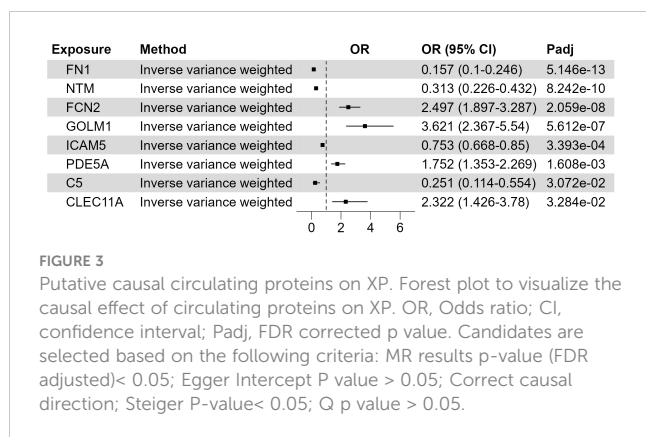 Exposure Method OR OR (95% CI) Padj
FN1 Inverse variance weighted 0.157 (0.1-0.246) 5.146e-13
NTM Inverse variance weighted 0.313 (0.226-0.432) 8.242e-10
FCN2 Inverse variance weighted 2.497 (1.897-3.287) 2.059e-08
GOLM1 Inverse variance weighted 3.621 (2.367-5.54) 5.612e-07
ICAM5 Inverse variance weighted 0.753 (0.668-0.85) 3.393e-04
PDE5A Inverse variance weighted 1.752 (1.353-2.269) 1.608e-03
C5 Inverse variance weighted 0.251 (0.114-0.554) 3.072e-02
CLEC11A Inverse variance weighted 2.322 (1.426-3.78) 3.284e-02
0 2 4 6
FIGURE 3
Putative causal circulating proteins on XP. Forest plot to visualize the
causal effect of circulating proteins on XP. OR, Odds ratio; CI,
confidence interval; Padj, FDR corrected p value. Candidates are
selected based on the following criteria: MR results p-value (FDR
adjusted)< 0.05; Egger Intercept P value > 0.05; Correct causal
direction; Steiger P-value< 0.05; Q p value > 0.05.